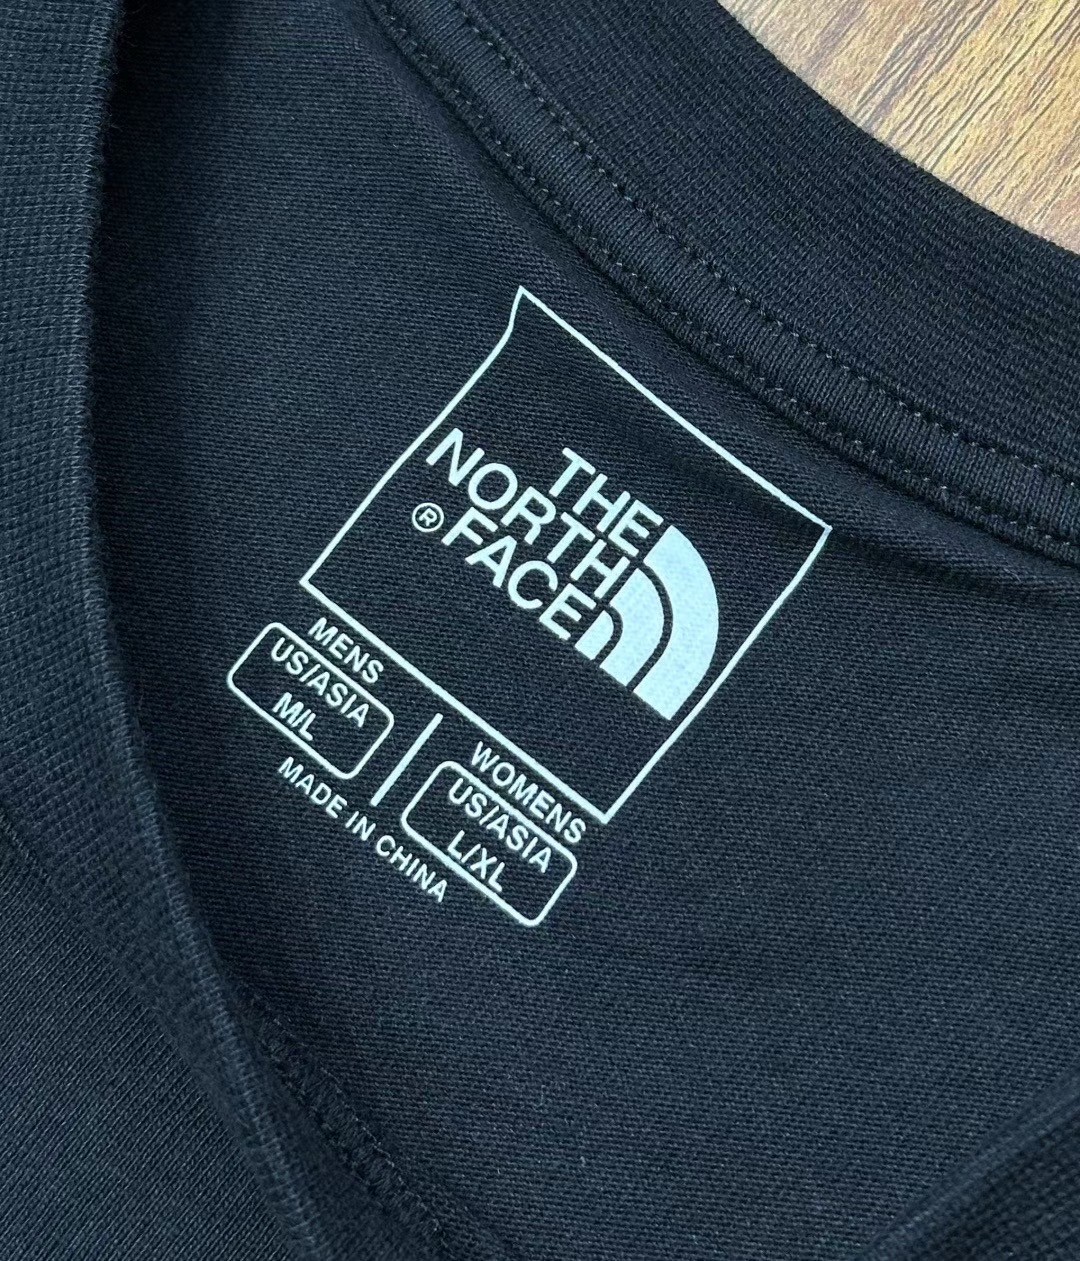 THE
NORTH
® FACE
MENS
US/ASIA
M/L
WOMENS
US/ASIA
L/XL
MADE IN CHINA